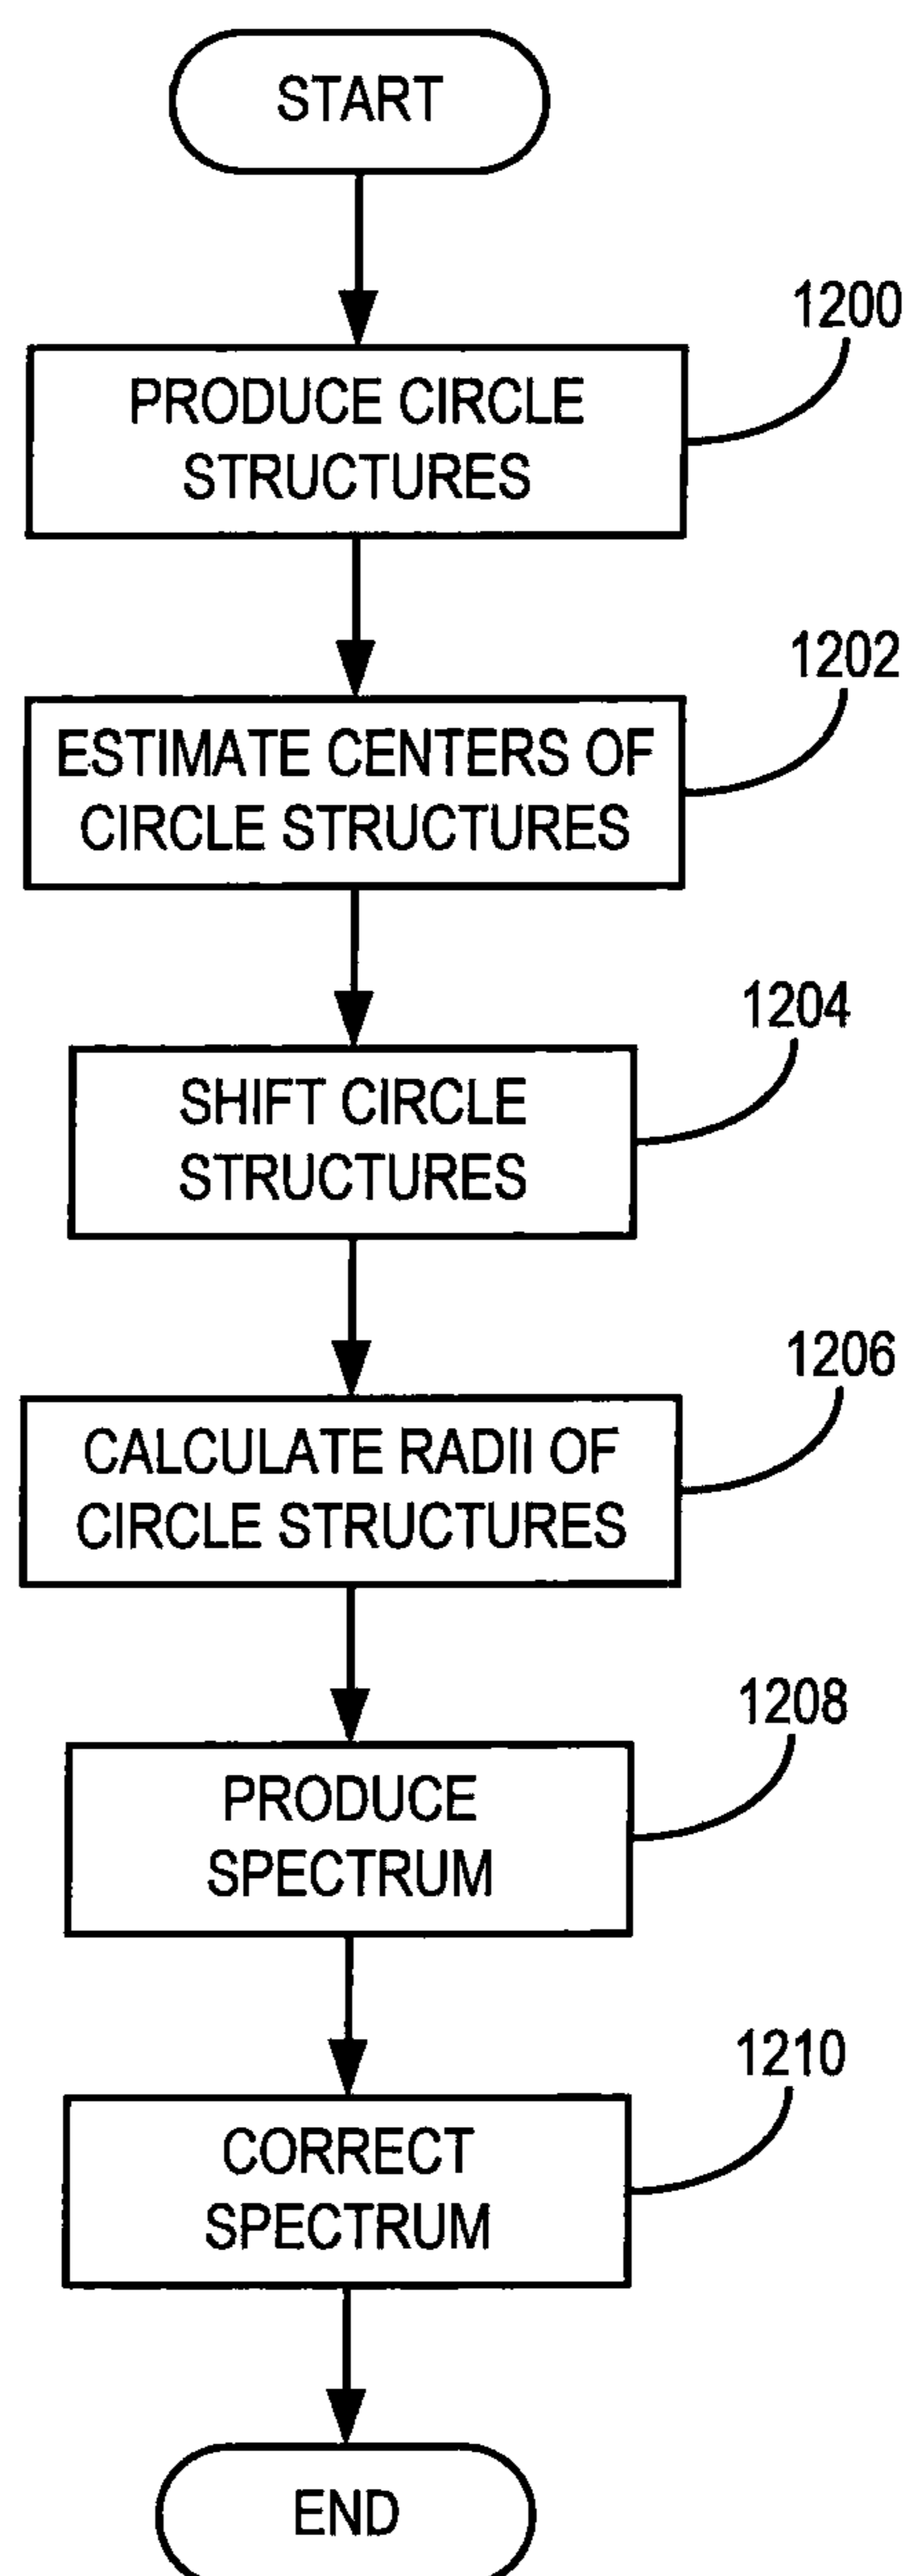 START
1200
PRODUCE CIRCLE
STRUCTURES
1202
ESTIMATE CENTERS OF
CIRCLE STRUCTURES
1204
SHIFT CIRCLE
STRUCTURES
1206
CALCULATE RADII OF
CIRCLE STRUCTURES
1208
PRODUCE
SPECTRUM
1210
CORRECT
SPECTRUM
END